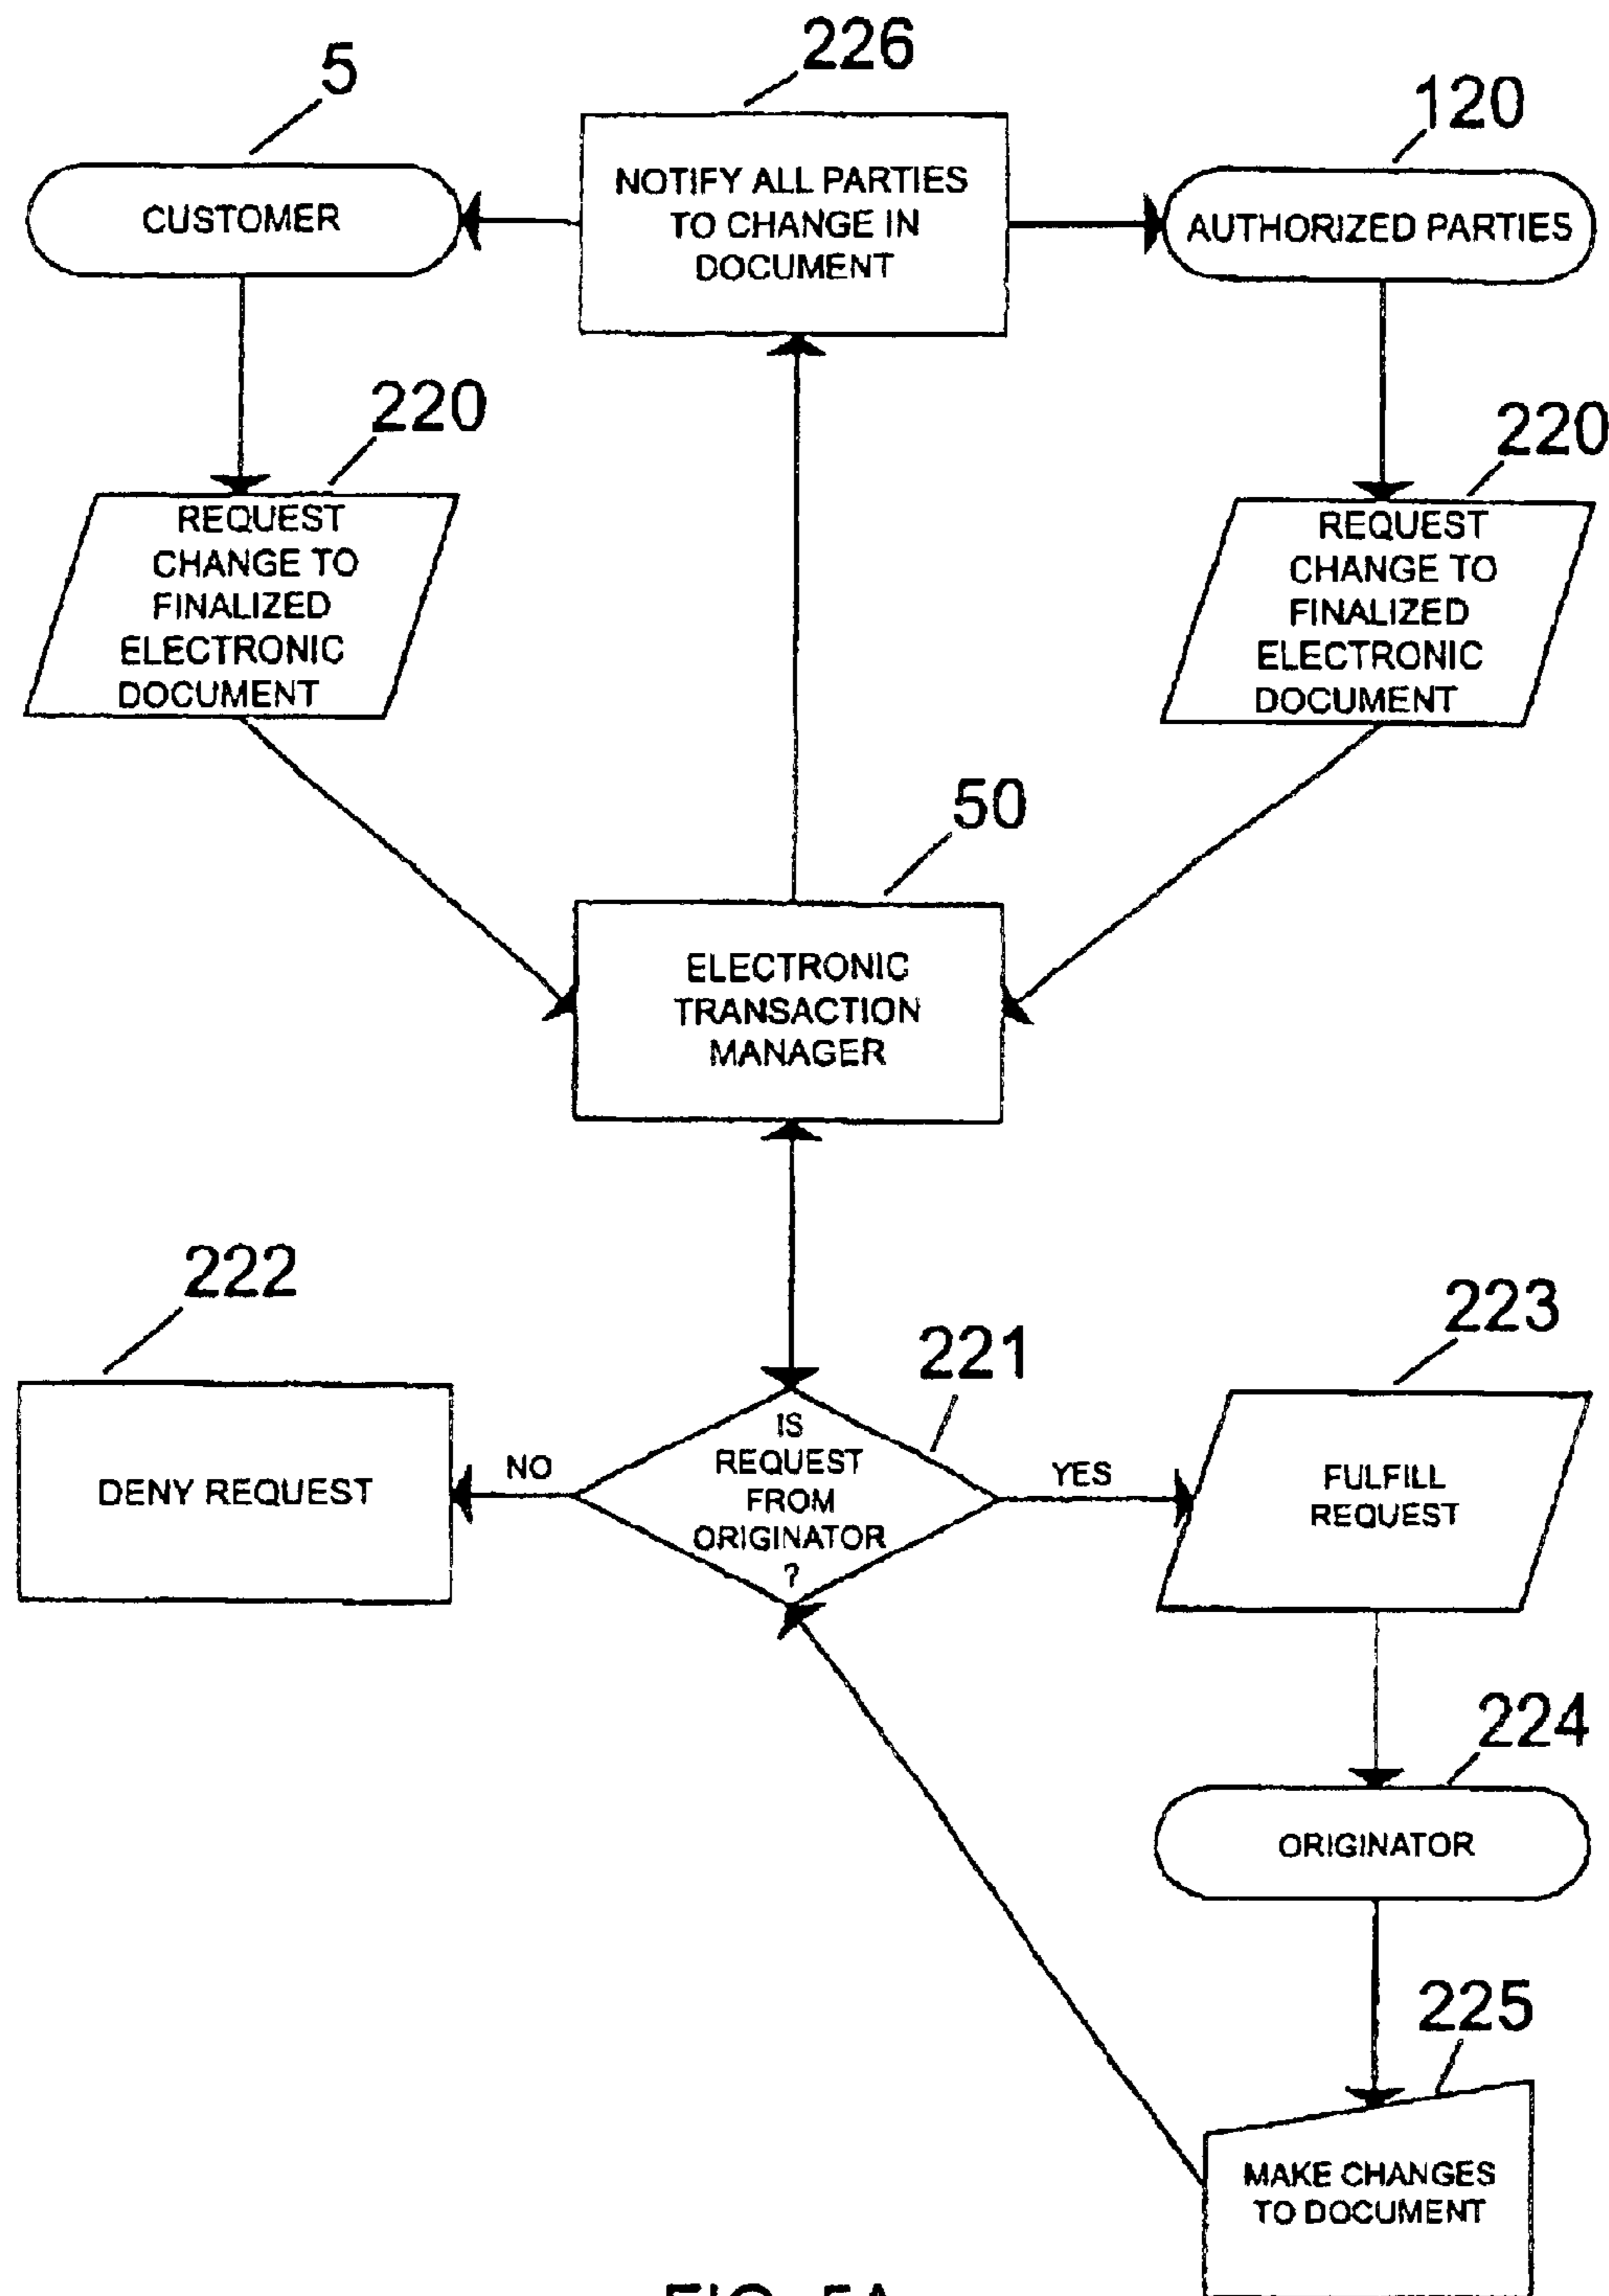 226
5
120
CUSTOMER
NOTIFY ALL PARTIES
TO CHANGE IN
DOCUMENT
AUTHORIZED PARTIES
220
220
REQUEST
CHANGE TO
FINALIZED
ELECTRONIC
DOCUMENT
REQUEST
CHANGE TO
FINALIZED
ELECTRONIC
DOCUMENT
50
ELECTRONIC
TRANSACTION
MANAGER
222
221
223
DENY REQUEST
NO
IS
REQUEST
FROM
ORIGINATOR
?
YES
FULFILL
REQUEST
224
ORIGINATOR
225
MAKE CHANGES
TO DOCUMENT
FIG. 5A